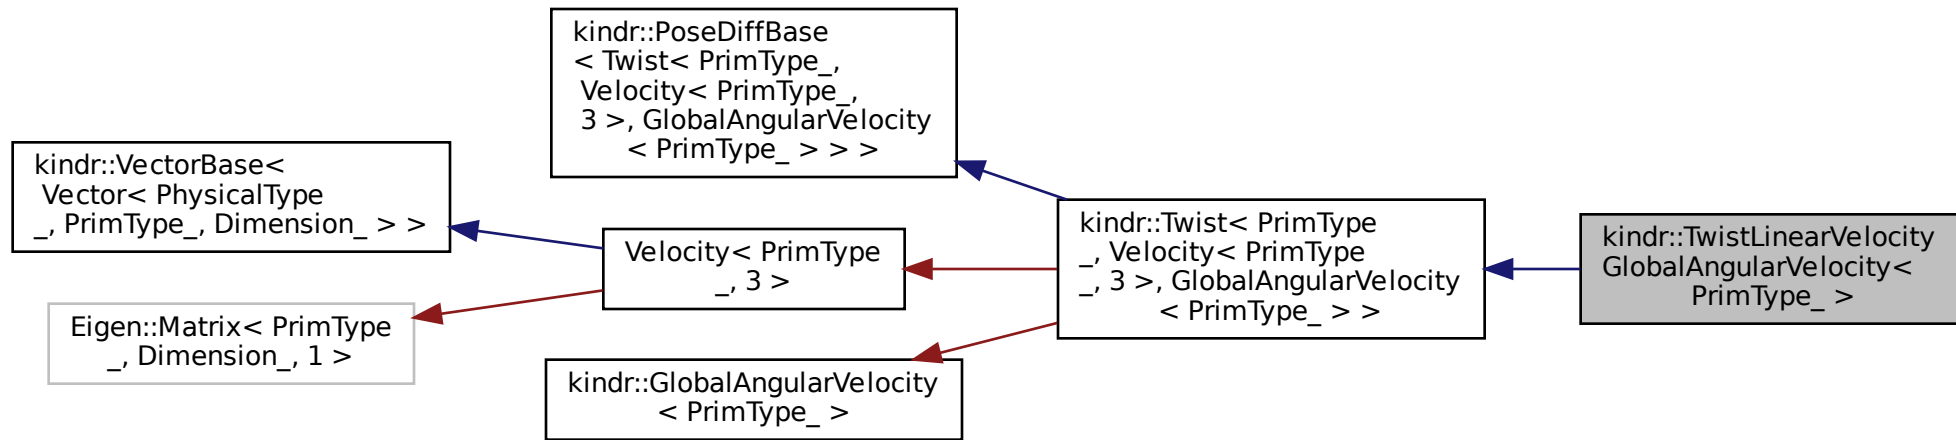 kindr::PoseDiffBase
< Twist< PrimType_,
Velocity< PrimType_,
3 >, GlobalAngularVelocity
< PrimType_ > > >
kindr::VectorBase<
Vector< PhysicalType
_, PrimType_, Dimension_ > >
Velocity< PrimType
_, 3 >
Eigen::Matrix< PrimType
_, Dimension_, 1 >
kindr::GlobalAngularVelocity
< PrimType_ >
kindr::Twist< PrimType
_, Velocity< PrimType
_, 3 >, GlobalAngularVelocity
< PrimType_ > >
kindr::TwistLinearVelocity
GlobalAngularVelocity<
PrimType_ >